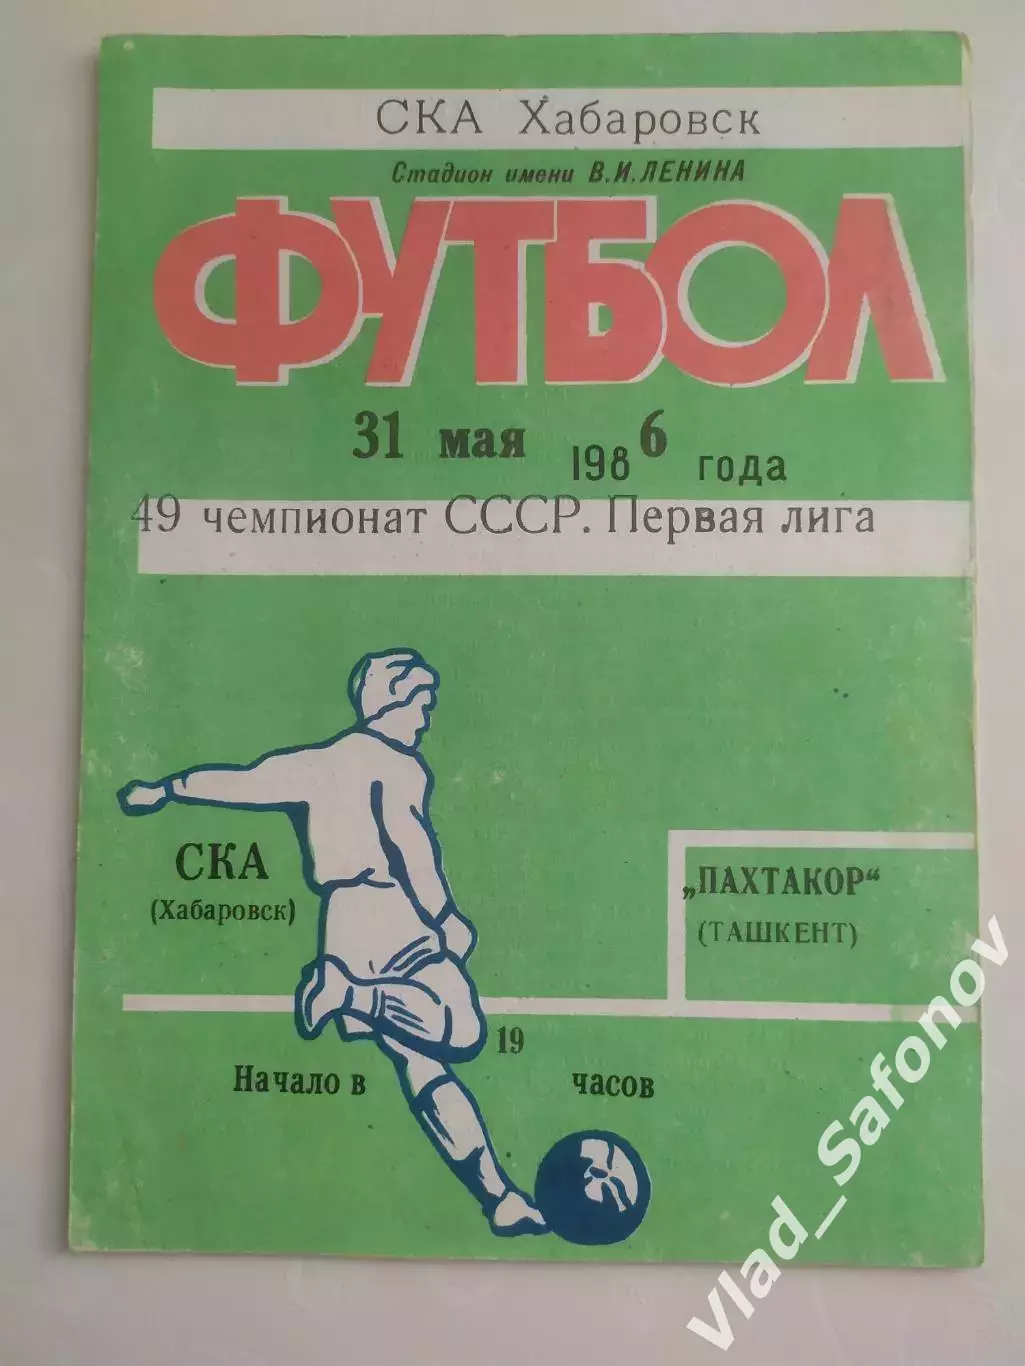 СКА Хабаровск
Стадион имени В.И.ЛЕНИНА
ФУТБОЛ
31 мая 1986 года
49 чемпионат СССР. Первая лига
СКА
(Хабаровск)
„ПАХТАКОР“
(ТАШКЕНТ)
Начало в 19 часов
Vlad_Safonov